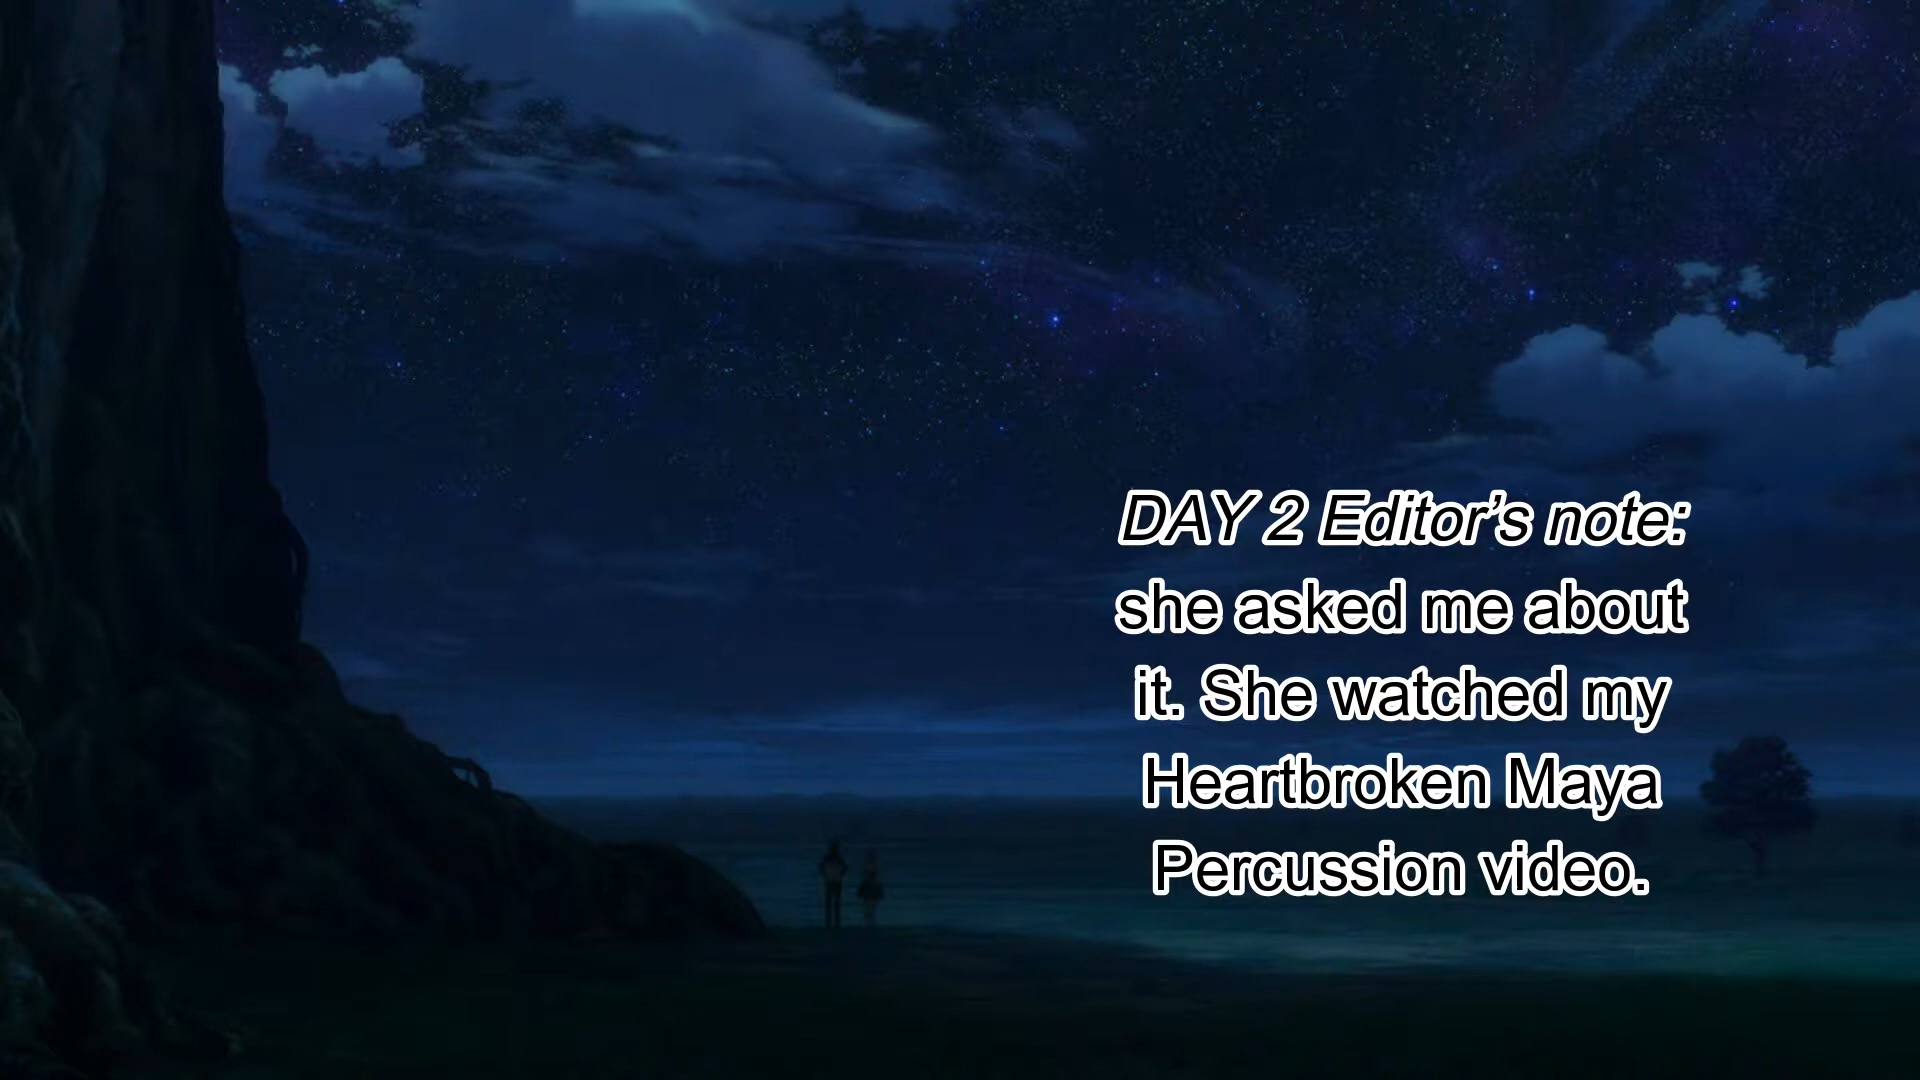 DAY 2 Editor’s note:
she asked me about
it. She watched my
Heartbroken Maya
Percussion video.